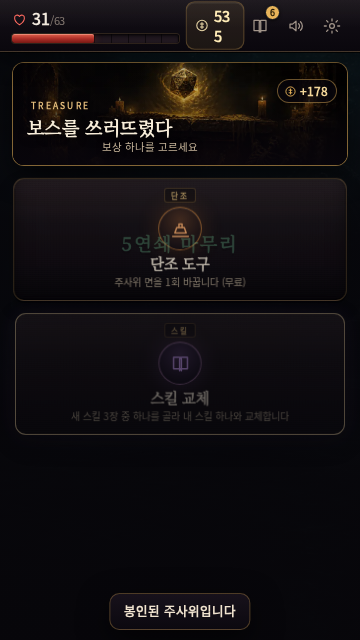 31/63
53
5
6
+178
TREASURE
보스를 쓰러뜨렸다
보상 하나를 고르세요
단조
5연쇄 마무리
단조 도구
주사위 면을 1회 바꿉니다 (무료)
스킬
스킬 교체
새 스킬 3장 중 하나를 골라 내 스킬 하나와 교체합니다
봉인된 주사위입니다